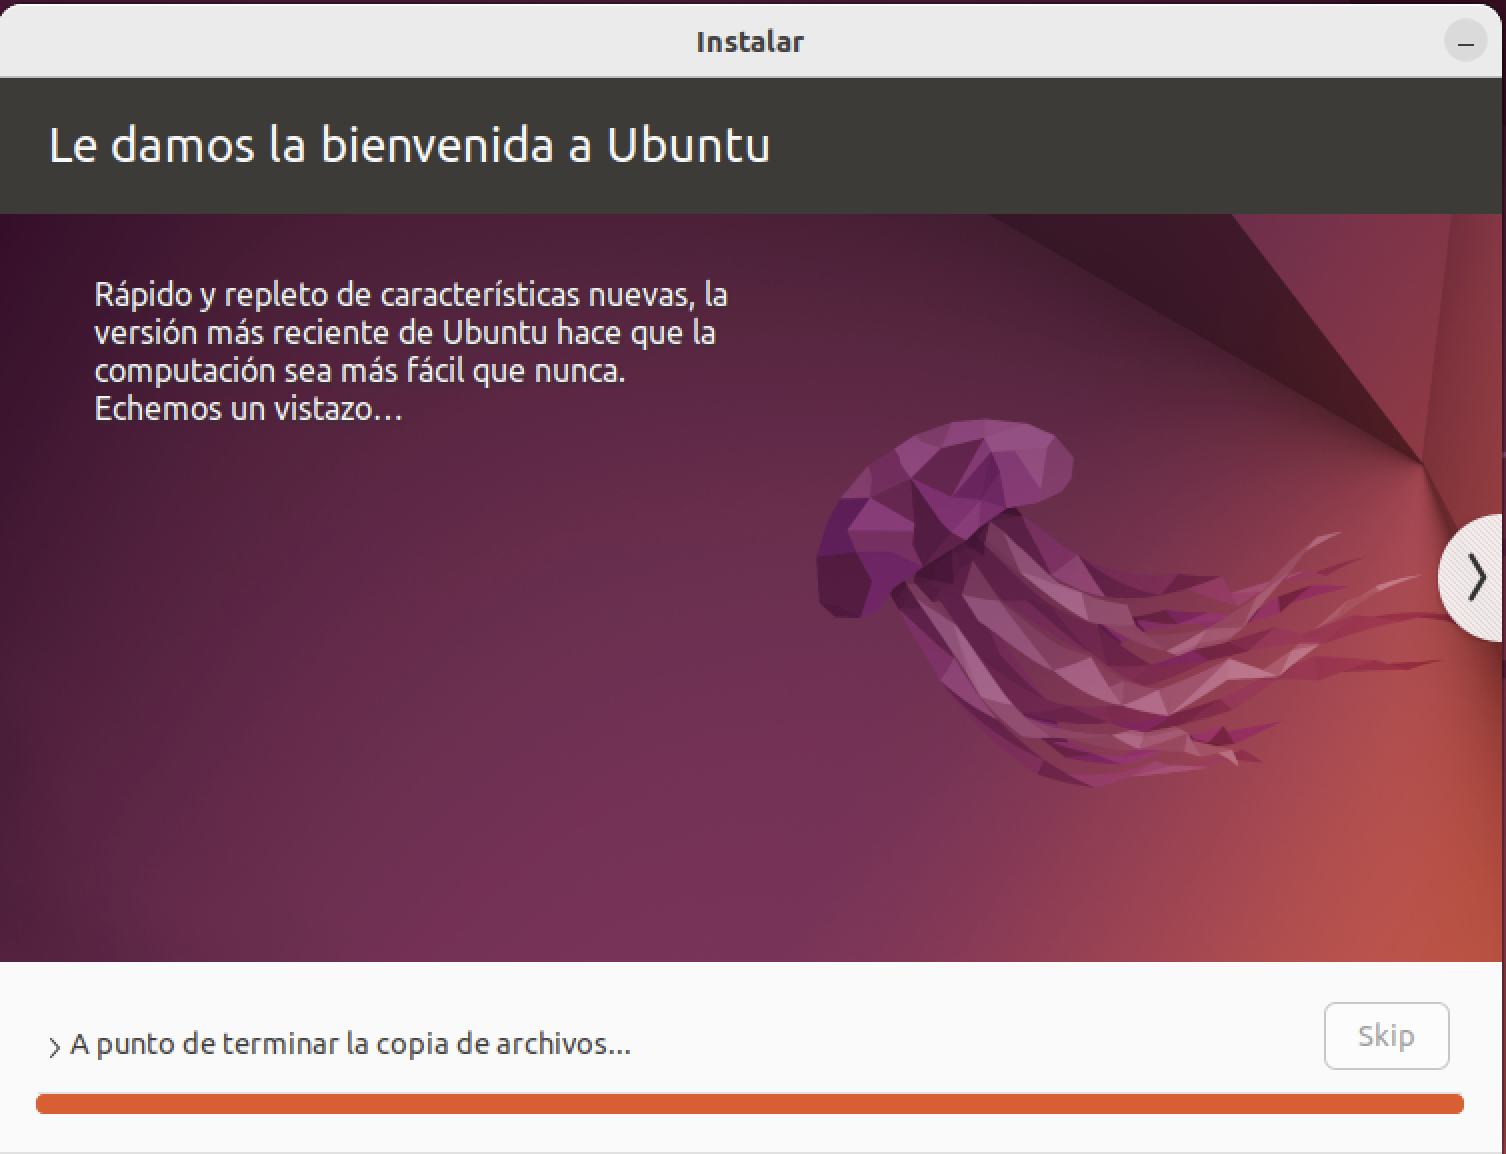 Instalar
Le damos la bienvenida a Ubuntu
Rápido y repleto de características nuevas, la
versión más reciente de Ubuntu hace que la
computación sea más fácil que nunca.
Echemos un vistazo...
A punto de terminar la copia de archivos...
Skip